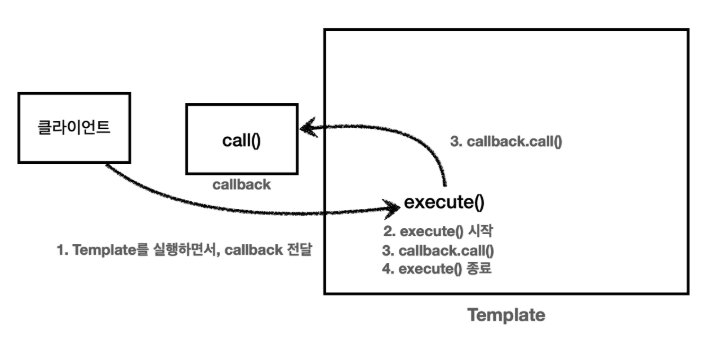 클라이언트
call()
callback
3. callback.call()
execute()
1. Template를 실행하면서, callback 전달
2. execute() 시작
3. callback.call()
4. execute() 종료
Template